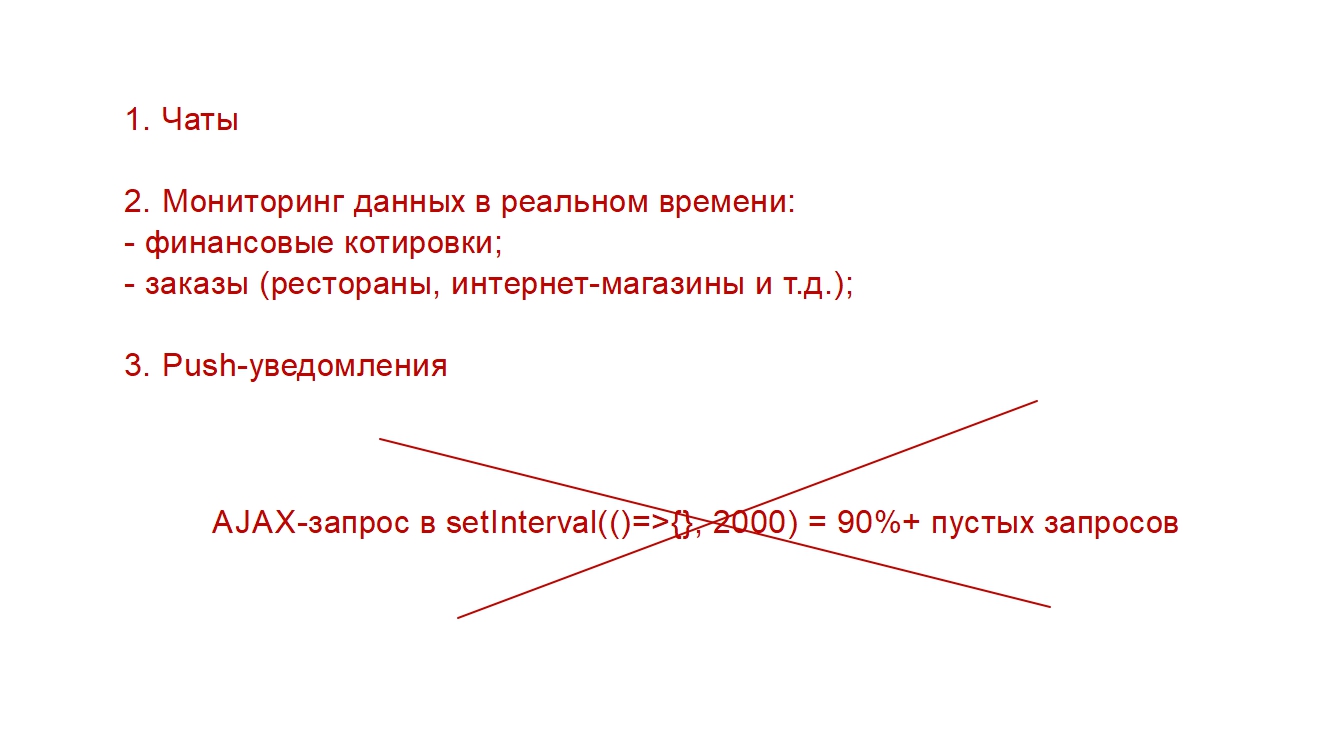 1. Чаты
2. Мониторинг данных в реальном времени:
- финансовые котировки;
- заказы (рестораны, интернет-магазины и т.д.);
3. Push-уведомления
AJAX-запрос в setInterval(()=>{}, 2000) = 90%+ пустых запросов